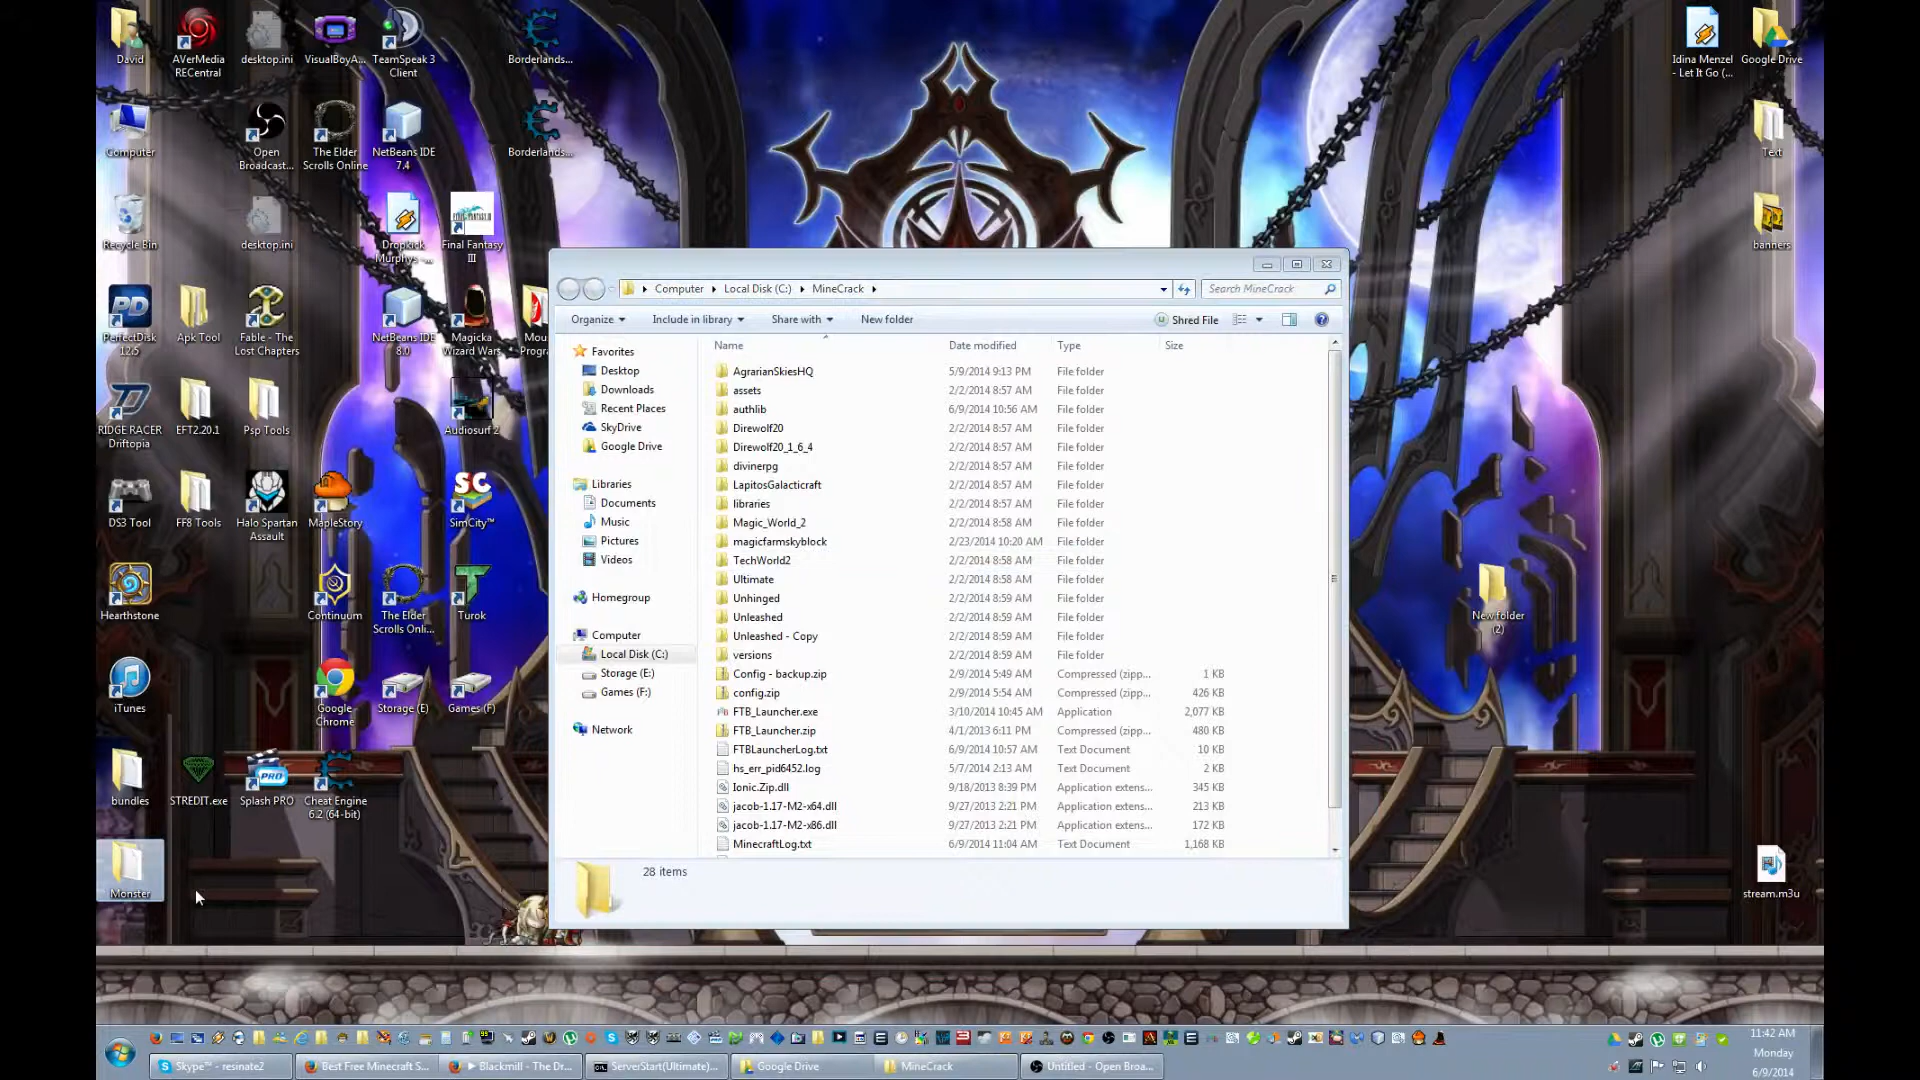 David
AVerMedia
RECentral
desktop.ini
VisualBoyA...
TeamSpeak 3
Client
Borderlands...
Idina Menzel
- Let It Go (...
Google Drive
Computer
Open
Broadcast...
The Elder
Scrolls Online
NetBeans IDE
7.4
Borderlands...
Text
Recycle Bin
desktop.ini
Dropkick
Murphys -...
Final Fantasy
III
banners
PerfectDisk
12.5
Apk Tool
Fable - The
Lost Chapters
NetBeans IDE
8.0
Magicka
Wizard Wars
RIDGE RACER
Driftopia
EFT2.20.1
Psp Tools
Audiosurf 2
DS3 Tool
FF8 Tools
Halo Spartan
Assault
MapleStory
SimCity™
Hearthstone
Continuum
The Elder
Scrolls Onli...
Turok
New folder
(2)
iTunes
Google
Chrome
Storage (E)
Games (F)
bundles
STREDIT.exe
Splash PRO
Cheat Engine
6.2 (64-bit)
Monster
stream.m3u
Computer
Local Disk (C:)
MineCrack
Search MineCrack
Organize
Include in library
Share with
New folder
Shred File
Name
Date modified
Type
Size
Favorites
Desktop
Downloads
Recent Places
SkyDrive
Google Drive
Libraries
Documents
Music
Pictures
Videos
Homegroup
Computer
Local Disk (C:)
Storage (E:)
Games (F:)
Network
AgrarianSkiesHQ 5/9/2014 9:13 PM File folder
assets 2/2/2014 8:57 AM File folder
authlib 6/9/2014 10:56 AM File folder
Direwolf20 2/2/2014 8:57 AM File folder
Direwolf20_1_6_4 2/2/2014 8:57 AM File folder
divinerpg 2/2/2014 8:57 AM File folder
LapitosGalacticraft 2/2/2014 8:57 AM File folder
libraries 2/2/2014 8:57 AM File folder
Magic_World_2 2/2/2014 8:58 AM File folder
magicfarmskyblock 2/23/2014 10:20 AM File folder
TechWorld2 2/2/2014 8:58 AM File folder
Ultimate 2/2/2014 8:58 AM File folder
Unhinged 2/2/2014 8:59 AM File folder
Unleashed 2/2/2014 8:59 AM File folder
Unleashed - Copy 2/2/2014 8:59 AM File folder
versions 2/2/2014 8:59 AM File folder
Config - backup.zip 2/9/2014 5:49 AM Compressed (zipp... 1 KB
config.zip 2/9/2014 5:54 AM Compressed (zipp... 426 KB
FTB_Launcher.exe 3/10/2014 10:45 AM Application 2,077 KB
FTB_Launcher.zip 4/1/2013 6:11 PM Compressed (zipp... 480 KB
FTBLauncherLog.txt 6/9/2014 10:57 AM Text Document 10 KB
hs_err_pid6452.log 5/7/2014 2:13 AM Text Document 2 KB
Ionic.Zip.dll 9/18/2013 8:39 PM Application extens... 345 KB
jacob-1.17-M2-x64.dll 9/27/2013 2:21 PM Application extens... 213 KB
jacob-1.17-M2-x86.dll 9/27/2013 2:21 PM Application extens... 172 KB
MinecraftLog.txt 6/9/2014 11:04 AM Text Document 1,168 KB
28 items
Skype™ - resinate2
Best Free Minecraft S...
Blackmill - The Dr...
ServerStart(Ultimate)...
Google Drive
MineCrack
Untitled - Open Broa...
11:42 AM
Monday
6/9/2014